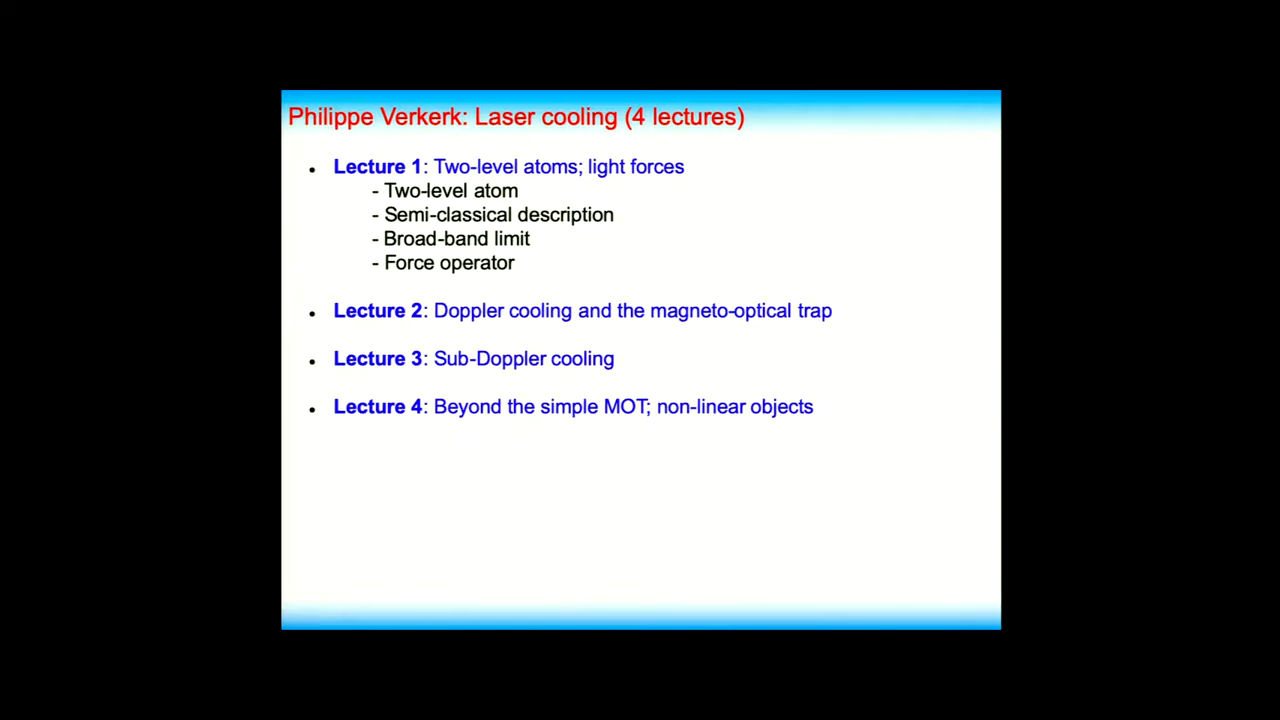 Philippe Verkerk: Laser cooling (4 lectures)
• Lecture 1: Two-level atoms; light forces
- Two-level atom
- Semi-classical description
- Broad-band limit
- Force operator
• Lecture 2: Doppler cooling and the magneto-optical trap
• Lecture 3: Sub-Doppler cooling
• Lecture 4: Beyond the simple MOT; non-linear objects